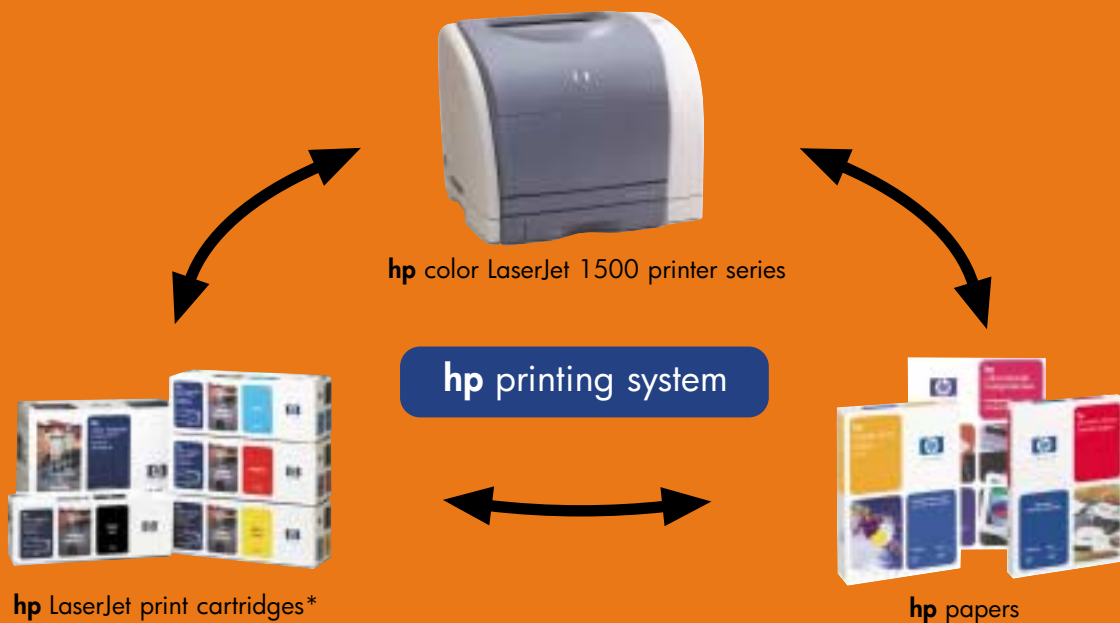 hp color LaserJet 1500 printer series
hp printing system
hp LaserJet print cartridges*
hp papers